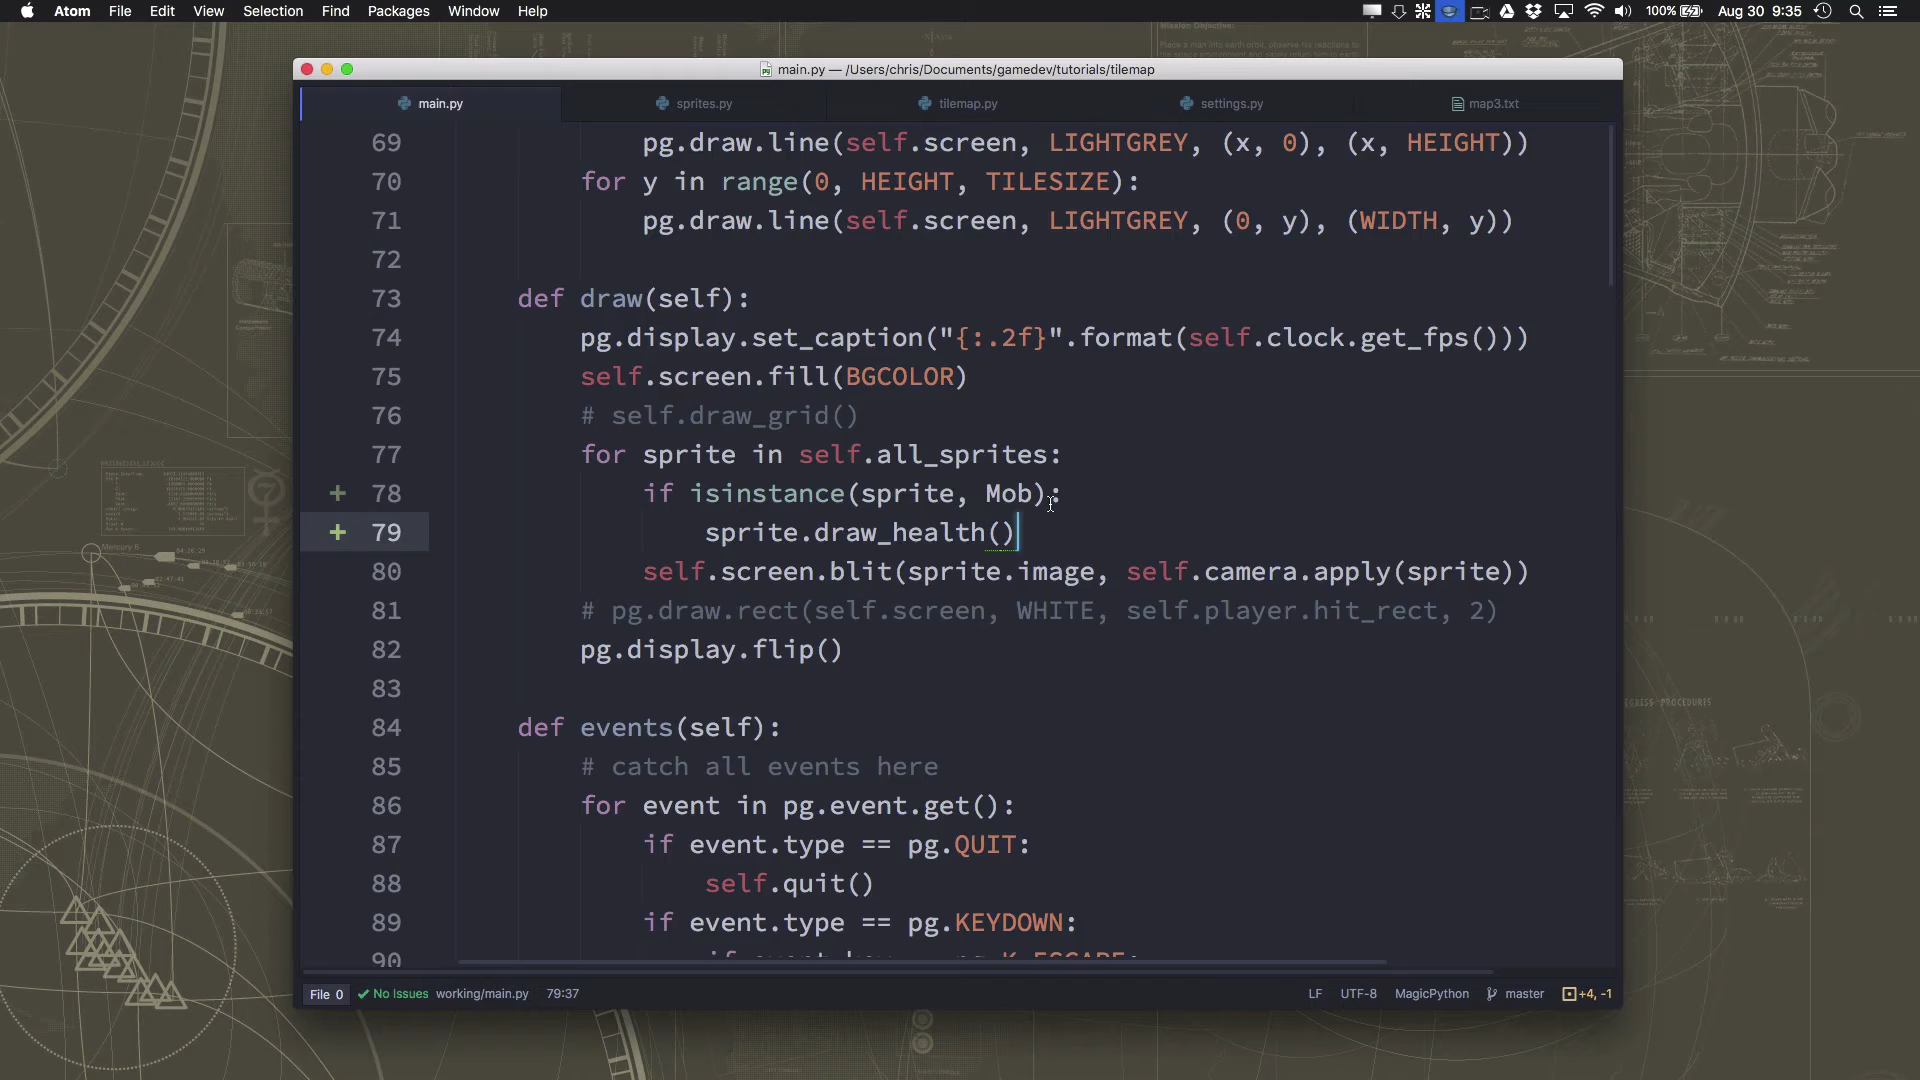 Atom File Edit View Selection Find Packages Window Help 100% Aug 30 9:35
main.py — /Users/chris/Documents/gamedev/tutorials/tilemap
main.py sprites.py tilemap.py settings.py map3.txt
69 pg.draw.line(self.screen, LIGHTGREY, (x, 0), (x, HEIGHT))
70 for y in range(0, HEIGHT, TILESIZE):
71 pg.draw.line(self.screen, LIGHTGREY, (0, y), (WIDTH, y))
72
73 def draw(self):
74 pg.display.set_caption("{:.2f}".format(self.clock.get_fps()))
75 self.screen.fill(BGCOLOR)
76 # self.draw_grid()
77 for sprite in self.all_sprites:
+ 78 if isinstance(sprite, Mob):
+ 79 sprite.draw_health()
80 self.screen.blit(sprite.image, self.camera.apply(sprite))
81 # pg.draw.rect(self.screen, WHITE, self.player.hit_rect, 2)
82 pg.display.flip()
83
84 def events(self):
85 # catch all events here
86 for event in pg.event.get():
87 if event.type == pg.QUIT:
88 self.quit()
89 if event.type == pg.KEYDOWN:
90
File 0 No Issues working/main.py 79:37 LF UTF-8 MagicPython master +4, -1